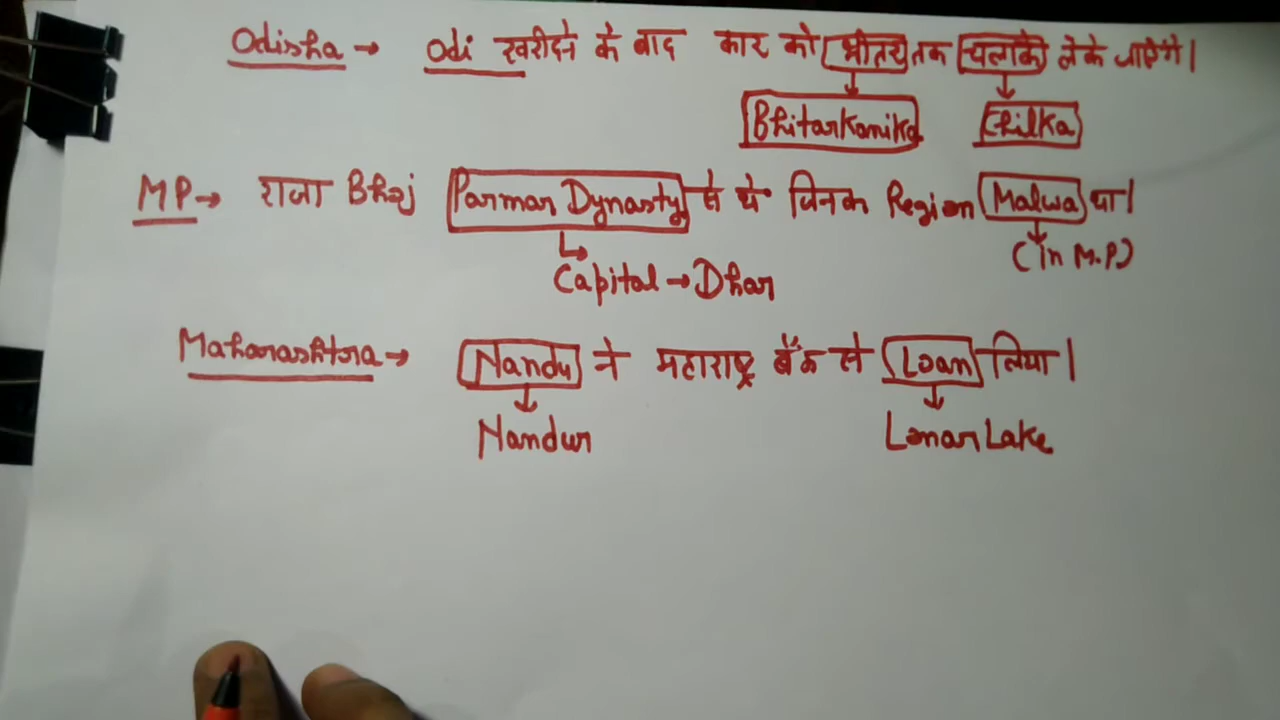 Odisha → Odi खरीदने के बाद कार को भीतर तक चलाके लेके जाऐंगे।
Bhitarkanika Chilka
MP → राजा Bhoj Parmar Dynasty से थे जिनका Region Malwa था।
(in M.P)
Capital → Dhar
Maharashtra → Nandu ने महाराष्ट्र बैंक से Loan लिया।
Nandur Lonar Lake